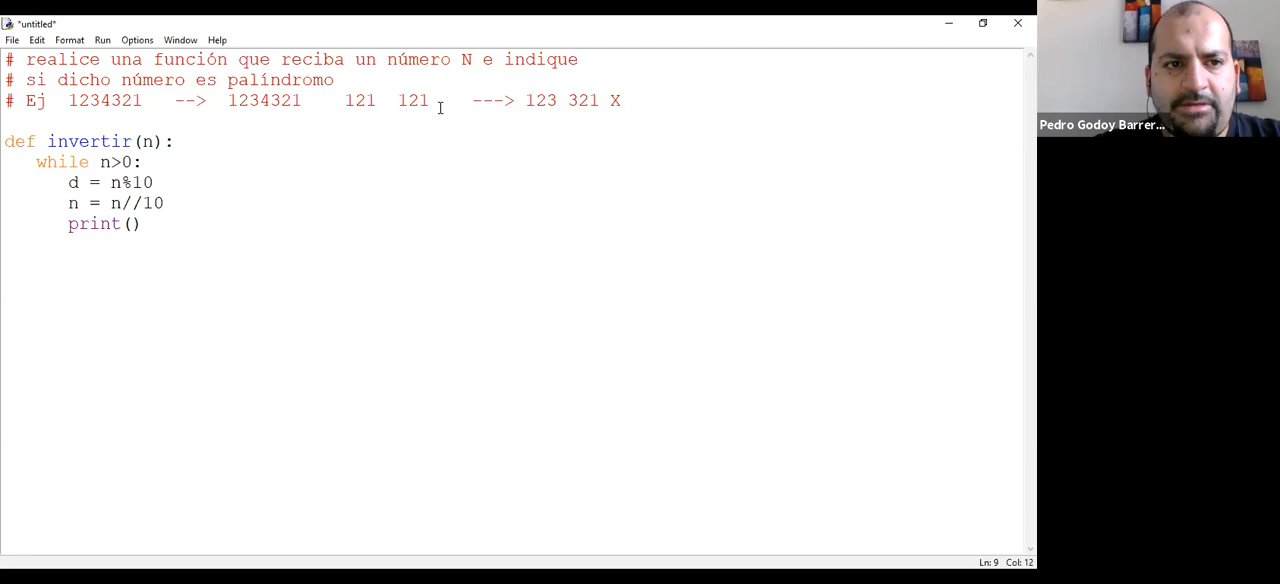 *untitled*
File Edit Format Run Options Window Help
# realice una función que reciba un número N e indique
# si dicho número es palíndromo
# Ej 1234321 --> 1234321 121 121 ---> 123 321 X
def invertir(n):
while n>0:
d = n%10
n = n//10
print()
Pedro Godoy Barrer...
Ln: 9 Col: 12